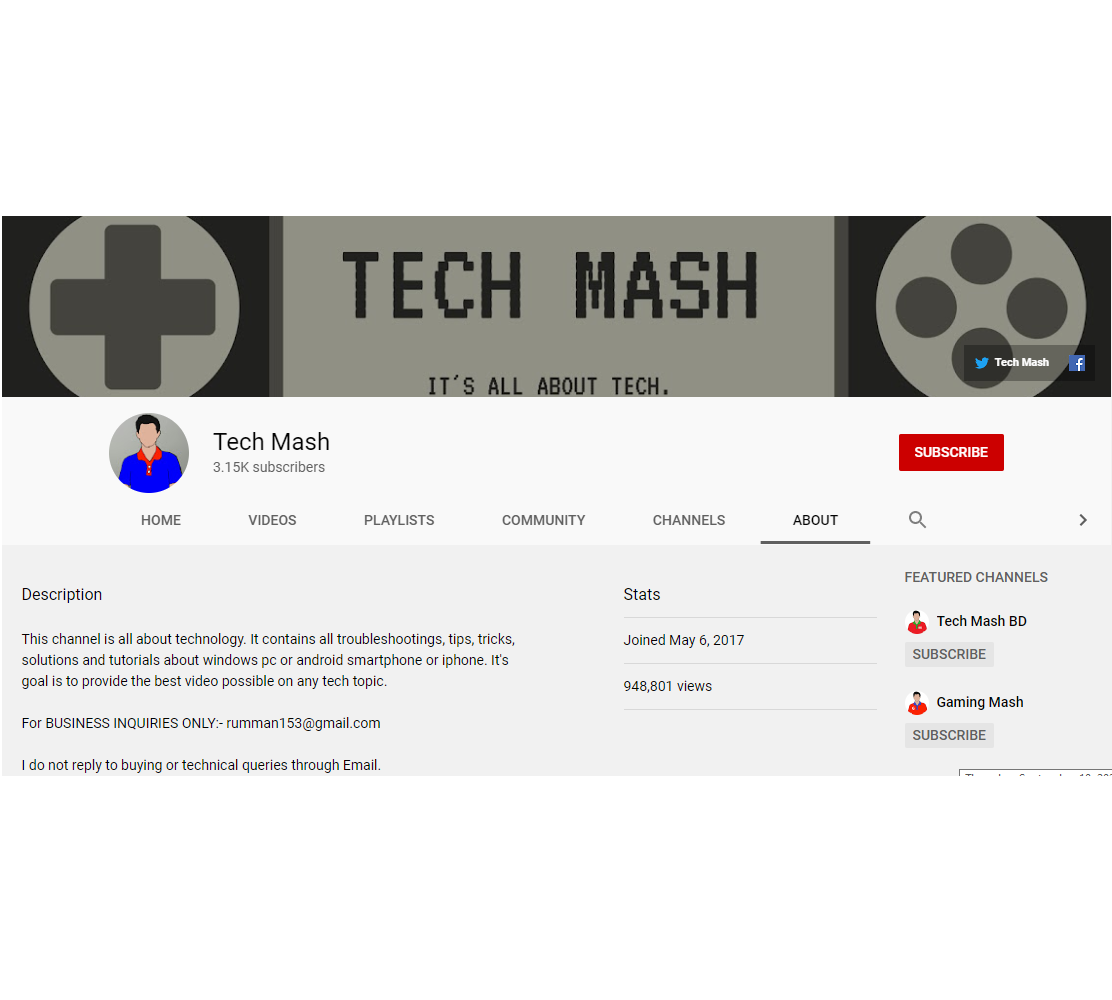 TECH MASH
IT'S ALL ABOUT TECH.
Tech Mash
Tech Mash
3.15K subscribers
SUBSCRIBE
HOME VIDEOS PLAYLISTS COMMUNITY CHANNELS ABOUT
Description
This channel is all about technology. It contains all troubleshootings, tips, tricks,
solutions and tutorials about windows pc or android smartphone or iphone. It's
goal is to provide the best video possible on any tech topic.
For BUSINESS INQUIRIES ONLY:- rumman153@gmail.com
I do not reply to buying or technical queries through Email.
Stats
Joined May 6, 2017
948,801 views
FEATURED CHANNELS
Tech Mash BD
SUBSCRIBE
Gaming Mash
SUBSCRIBE